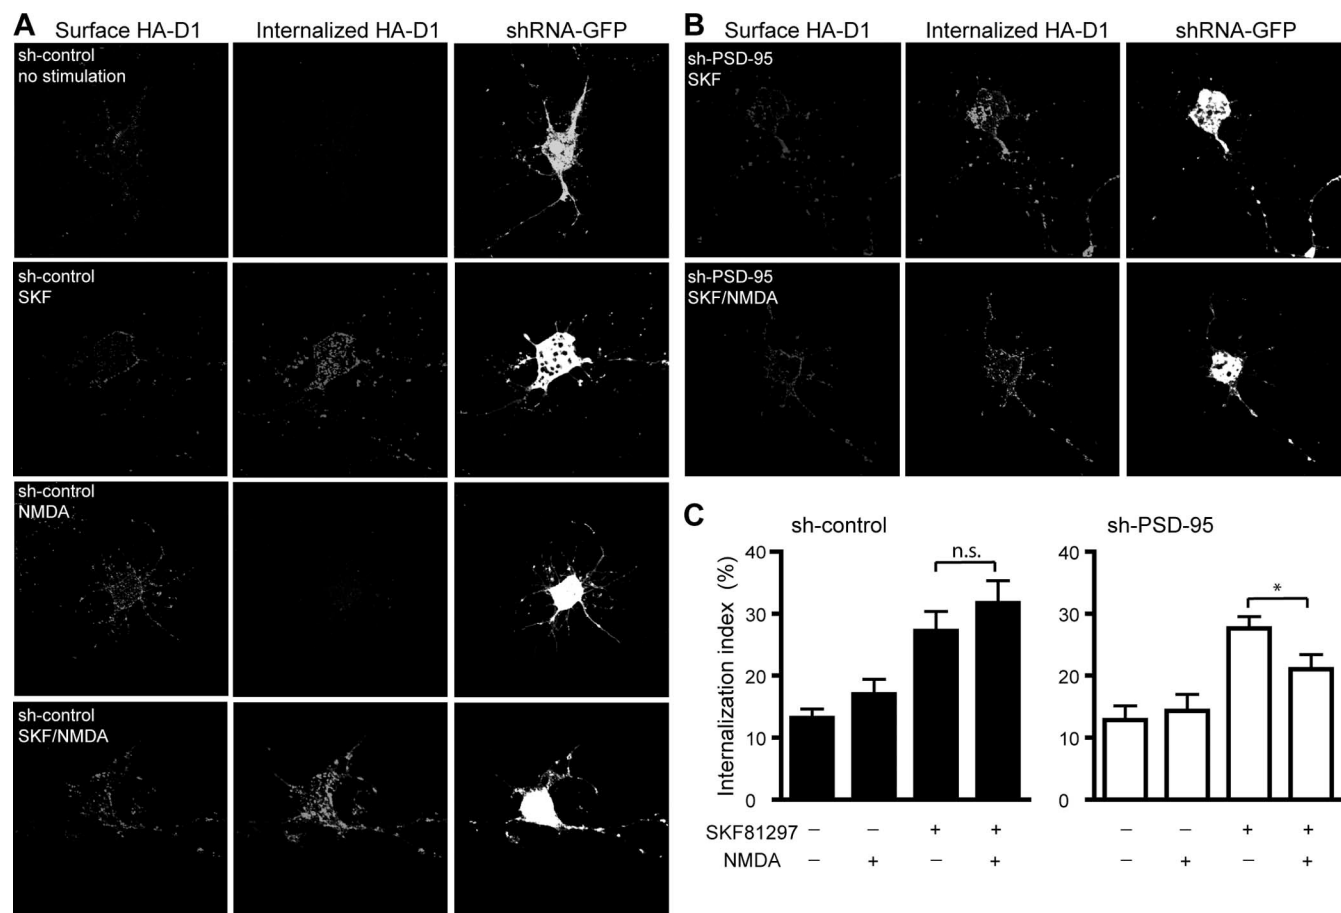 A
Surface HA-D1 Internalized HA-D1 shRNA-GFP
sh-control
no stimulation
sh-control
SKF
sh-control
NMDA
sh-control
SKF/NMDA
B
Surface HA-D1 Internalized HA-D1 shRNA-GFP
sh-PSD-95
SKF
sh-PSD-95
SKF/NMDA
C
sh-control
Internalization index (%)
40
30
20
10
0
n.s.
sh-PSD-95
40
30
20
10
0
*
SKF81297 – – + + – – + +
NMDA – + – + – + – +